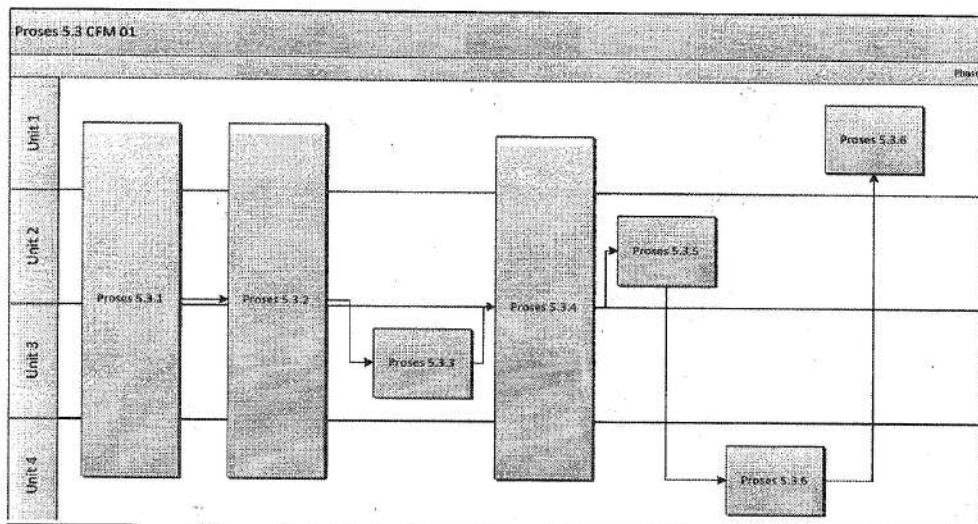 Proses 5.3 CFM 01
Phase
Unit 1
Unit 2
Unit 3
Unit 4
Proses 5.3.1
Proses 5.3.2
Proses 5.3.3
Proses 5.3.4
Proses 5.3.5
Proses 5.3.6
Proses 5.3.6